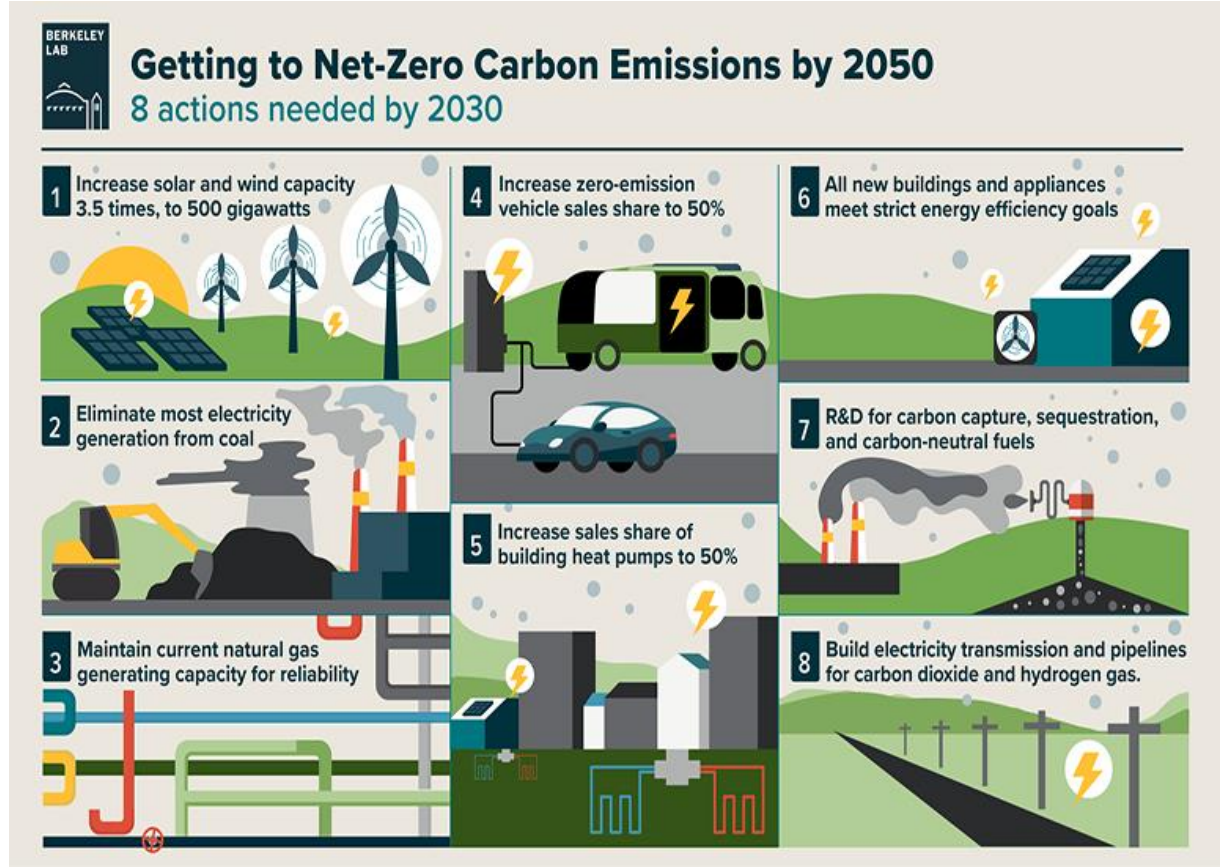 BERKELEY
LAB
Getting to Net-Zero Carbon Emissions by 2050
8 actions needed by 2030
1
Increase solar and wind capacity
3.5 times, to 500 gigawatts
2
Eliminate most electricity
generation from coal
3
Maintain current natural gas
generating capacity for reliability
4
Increase zero-emission
vehicle sales share to 50%
5
Increase sales share of
building heat pumps to 50%
6
All new buildings and appliances
meet strict energy efficiency goals
7
R&D for carbon capture, sequestration,
and carbon-neutral fuels
8
Build electricity transmission and pipelines
for carbon dioxide and hydrogen gas.